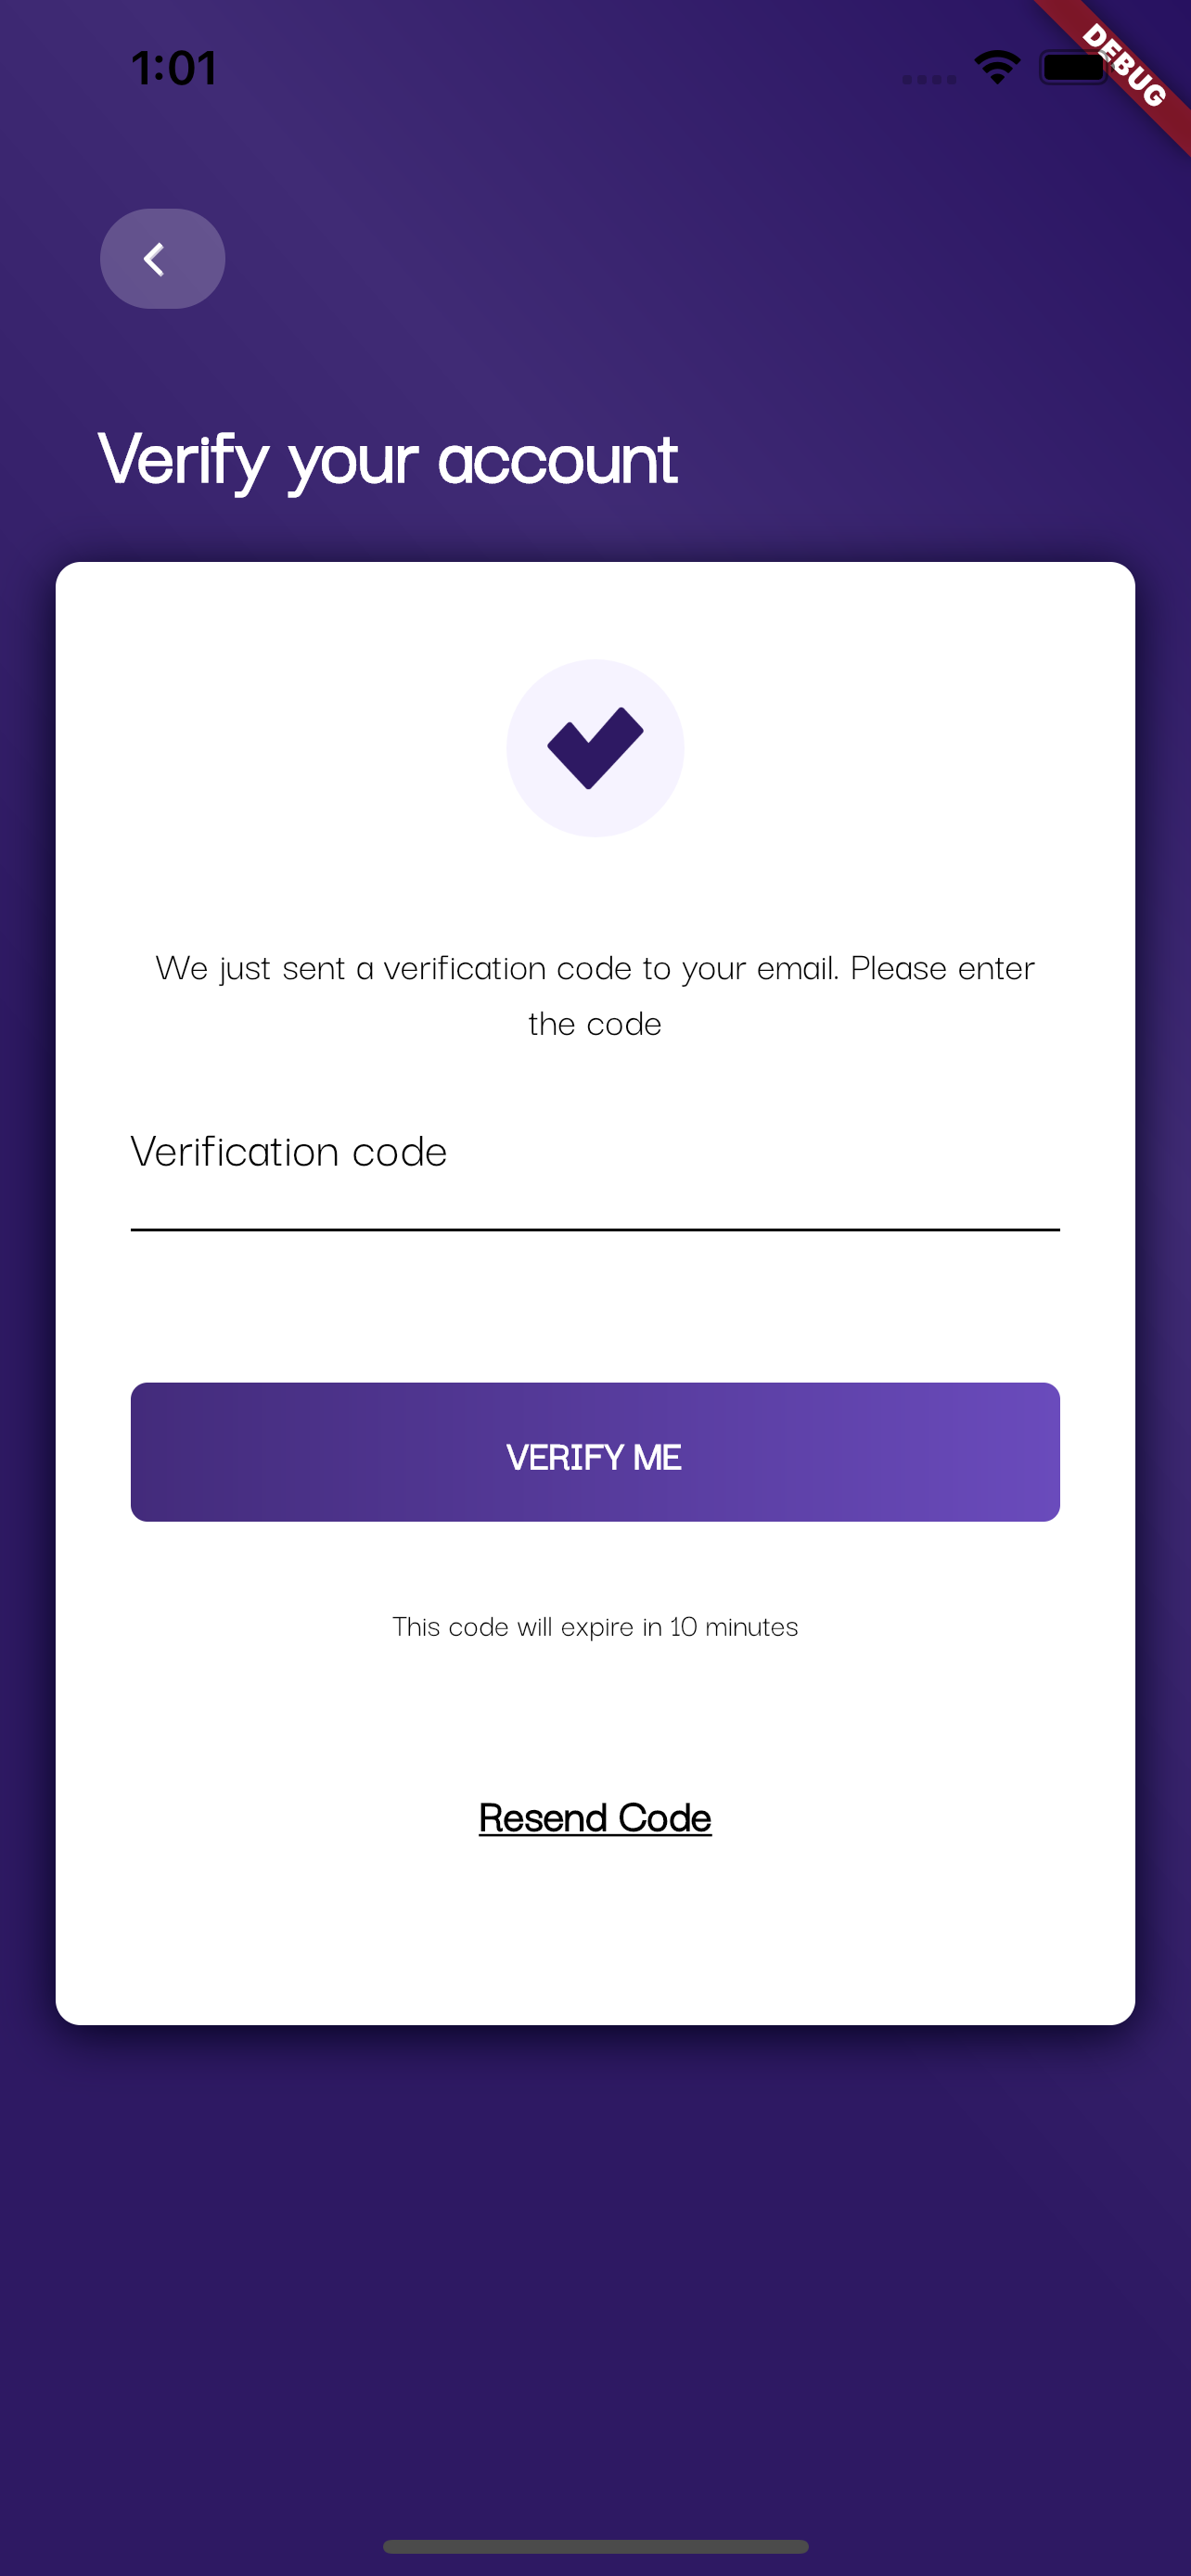 1:01
DEBUG
Verify your account
We just sent a verification code to your email. Please enter
the code
Verification code
VERIFY ME
This code will expire in 10 minutes
Resend Code